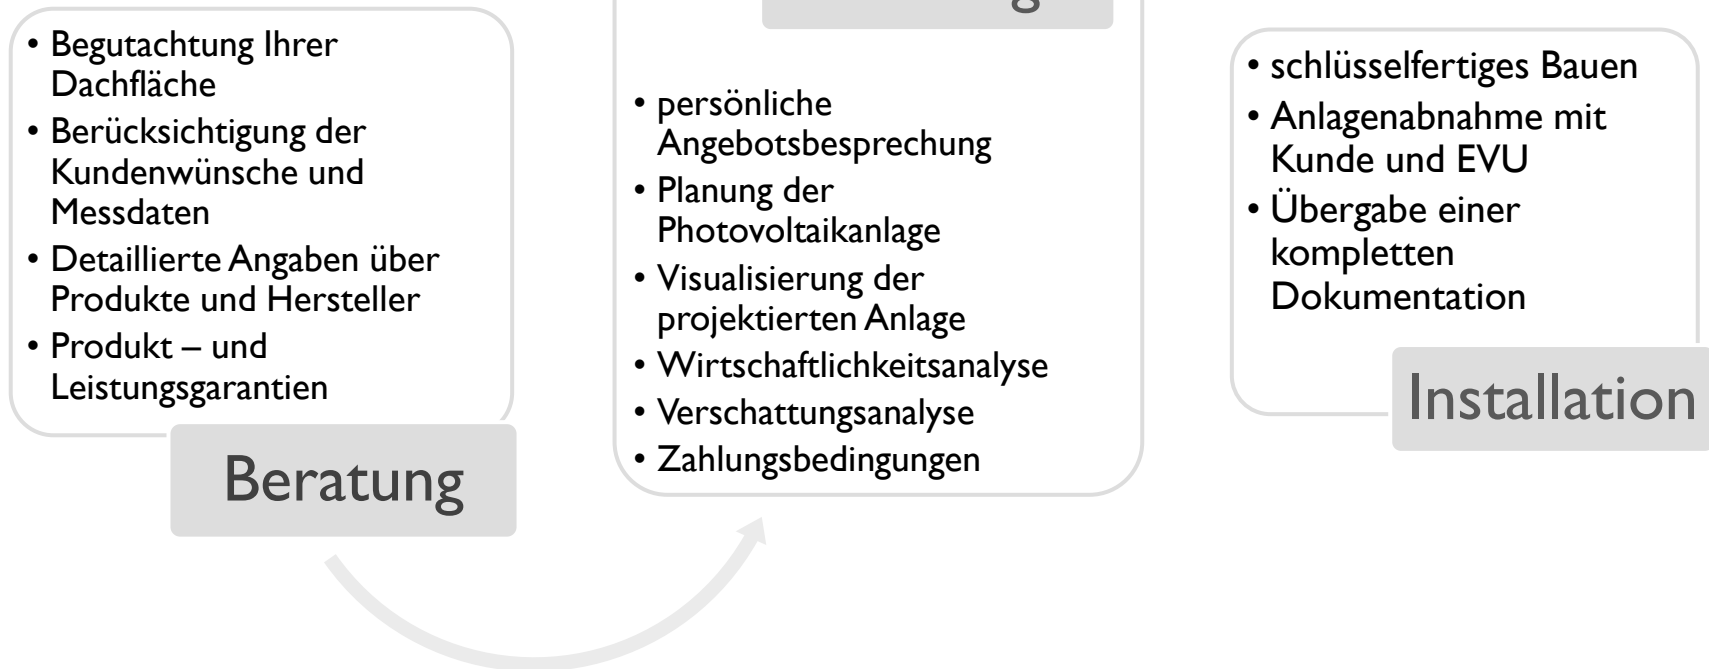 • Begutachtung Ihrer
Dachfläche
• Berücksichtigung der
Kundenwünsche und
Messdaten
• Detaillierte Angaben über
Produkte und Hersteller
• Produkt – und
Leistungsgarantien
Beratung
• persönliche
Angebotsbesprechung
• Planung der
Photovoltaikanlage
• Visualisierung der
projektierten Anlage
• Wirtschaftlichkeitsanalyse
• Verschattungsanalyse
• Zahlungsbedingungen
• schlüsselfertiges Bauen
• Anlagenabnahme mit
Kunde und EVU
• Übergabe einer
kompletten
Dokumentation
Installation